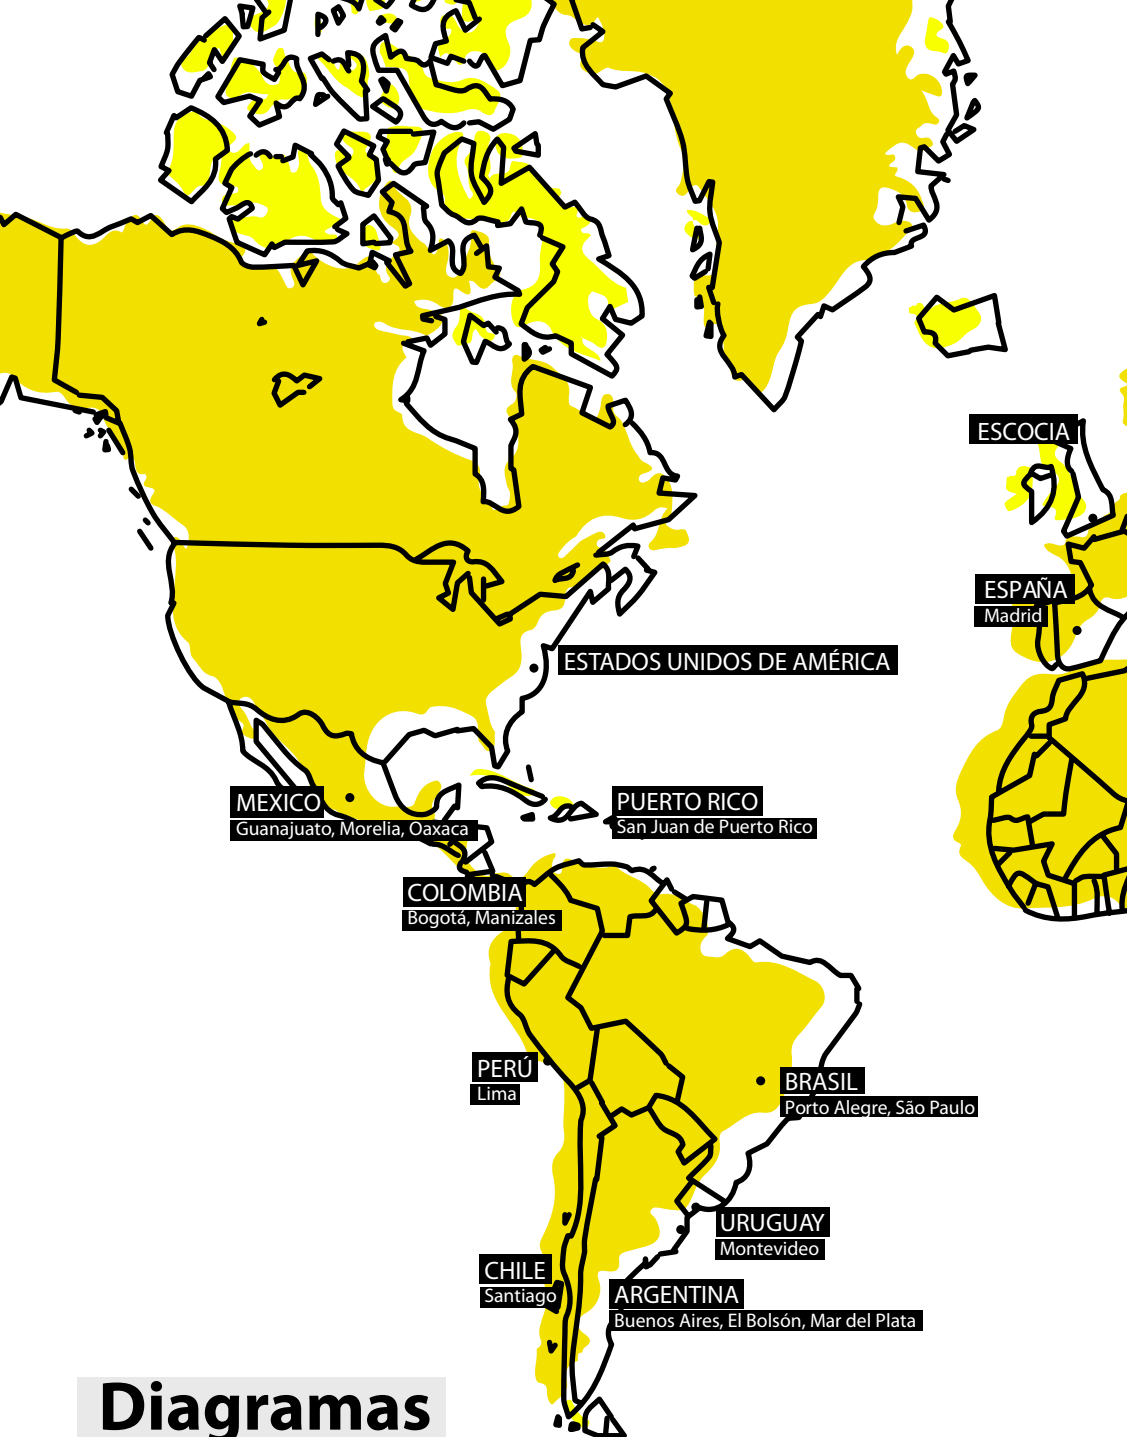 ESCOCIA
ESPAÑA
Madrid
ESTADOS UNIDOS DE AMÉRICA
MEXICO
Guanajuato, Morelia, Oaxaca
PUERTO RICO
San Juan de Puerto Rico
COLOMBIA
Bogotá, Manizales
PERÚ
Lima
BRASIL
Porto Alegre, São Paulo
URUGUAY
Montevideo
CHILE
Santiago
ARGENTINA
Buenos Aires, El Bolsón, Mar del Plata
Diagramas